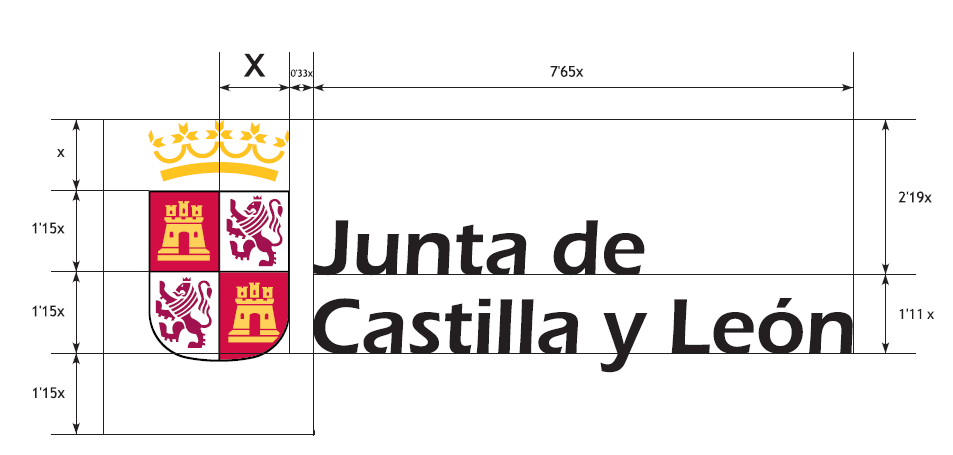 X
0'33x
7'65x
x
2'19x
1'15x
Junta de
1'15x
1'11 x
Castilla y León
1'15x